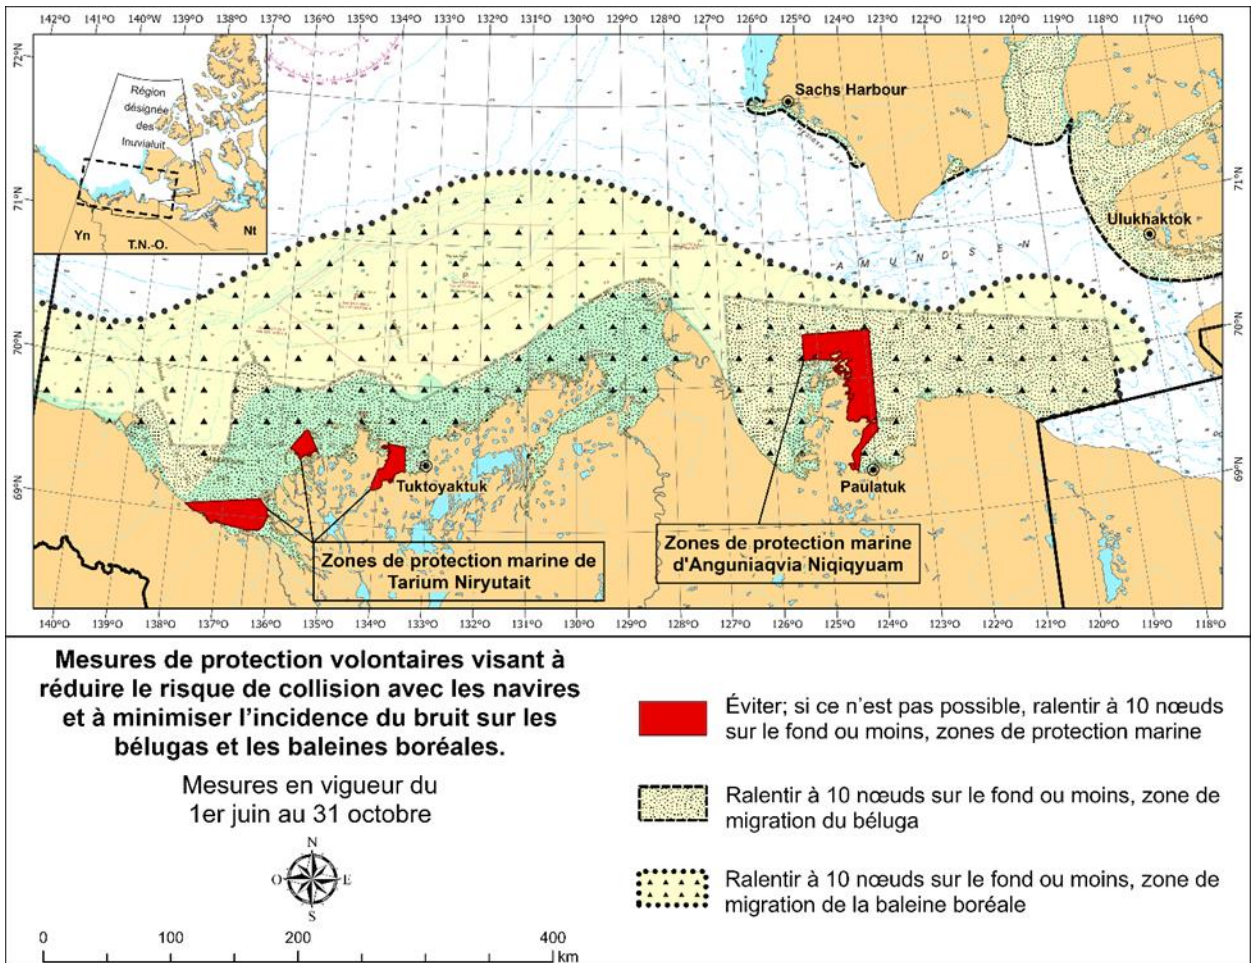 142°O 141°O 140°O 139°O 138°O 137°O 136°O 135°O 134°O 133°O 132°O 131°O 130°O 129°O 128°O 127°O 126°O 125°O 124°O 123°O 122°O 121°O 120°O 119°O 118°O 117°O 116°O
72°N
71°N
70°N
69°N
Région
désignée
des
Inuvialuit
Yn
T.N.-O.
Nt
Sachs Harbour
Ulukhaktok
AMUNDSEN
71°N
70°N
69°N
Tuktoyaktuk
Paulatuk
Zones de protection marine de
Tarium Niryutait
Zones de protection marine
d'Anguniaqvia Niqiqyuam
140°O 139°O 138°O 137°O 136°O 135°O 134°O 133°O 132°O 131°O 130°O 129°O 128°O 127°O 126°O 125°O 124°O 123°O 122°O 121°O 120°O 119°O 118°O
Mesures de protection volontaires visant à
réduire le risque de collision avec les navires
et à minimiser l’incidence du bruit sur les
bélugas et les baleines boréales.
Mesures en vigueur du
1er juin au 31 octobre
N
O E
S
0 100 200 400
km
Éviter; si ce n’est pas possible, ralentir à 10 nœuds
sur le fond ou moins, zones de protection marine
Ralentir à 10 nœuds sur le fond ou moins, zone de
migration du béluga
Ralentir à 10 nœuds sur le fond ou moins, zone de
migration de la baleine boréale